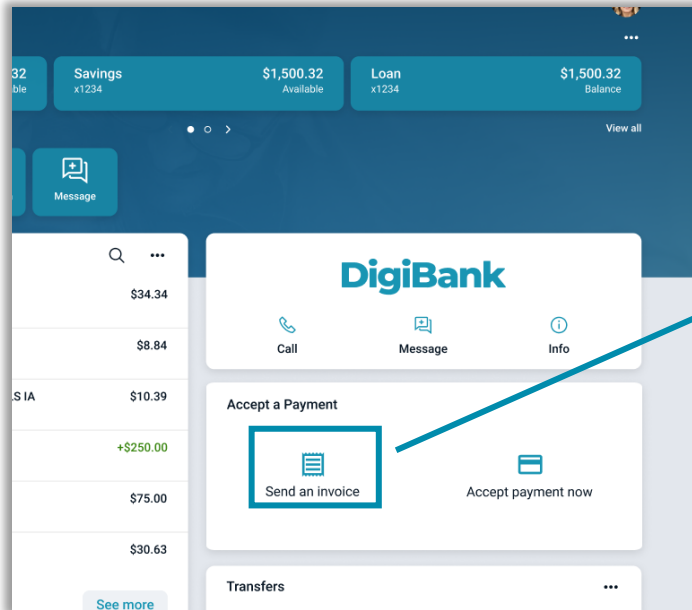 •••
32 Savings $1,500.32 Loan $1,500.32
ble x1234 Available x1234 Balance
View all
Message
DigiBank
$34.34
Call Message Info
$8.84
S IA $10.39
Accept a Payment
+$250.00
Send an invoice Accept payment now
$75.00
$30.63
Transfers
See more